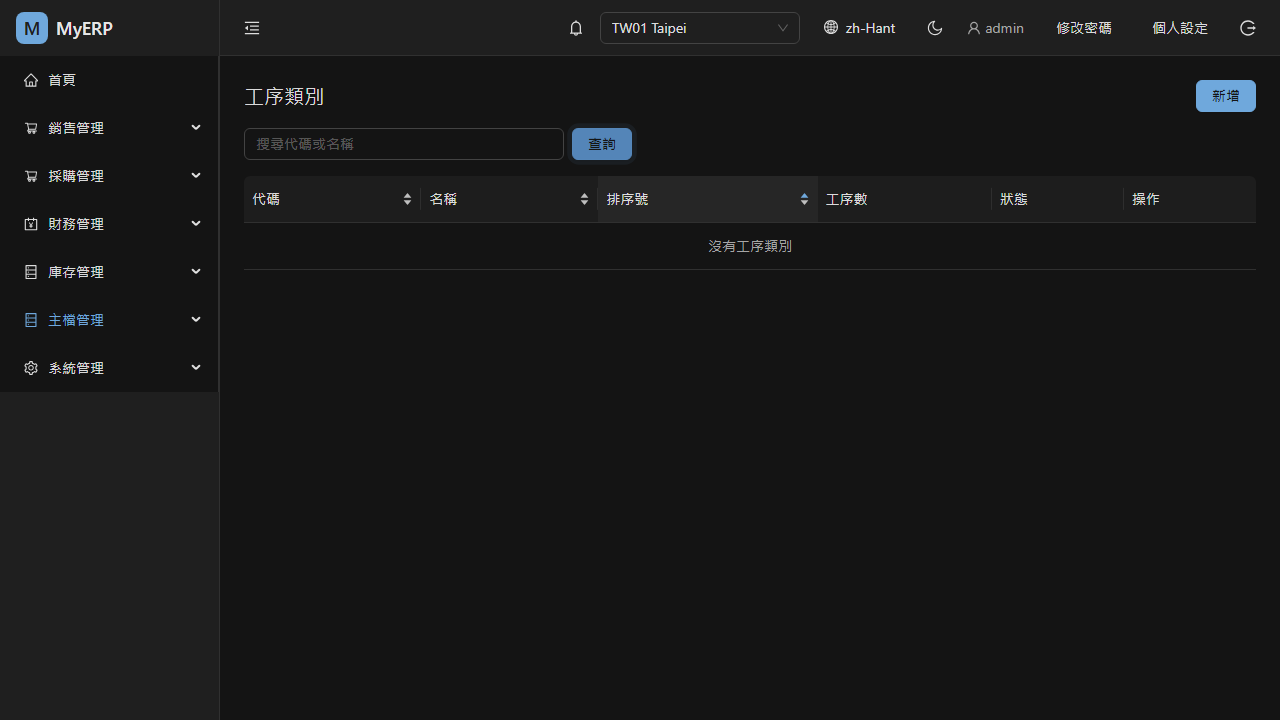 M MyERP
TW01 Taipei
zh-Hant
admin
修改密碼
個人設定
首頁
銷售管理
採購管理
財務管理
庫存管理
主檔管理
系統管理
工序類別
新增
搜尋代碼或名稱
查詢
代碼 名稱 排序號 工序數 狀態 操作
沒有工序類別